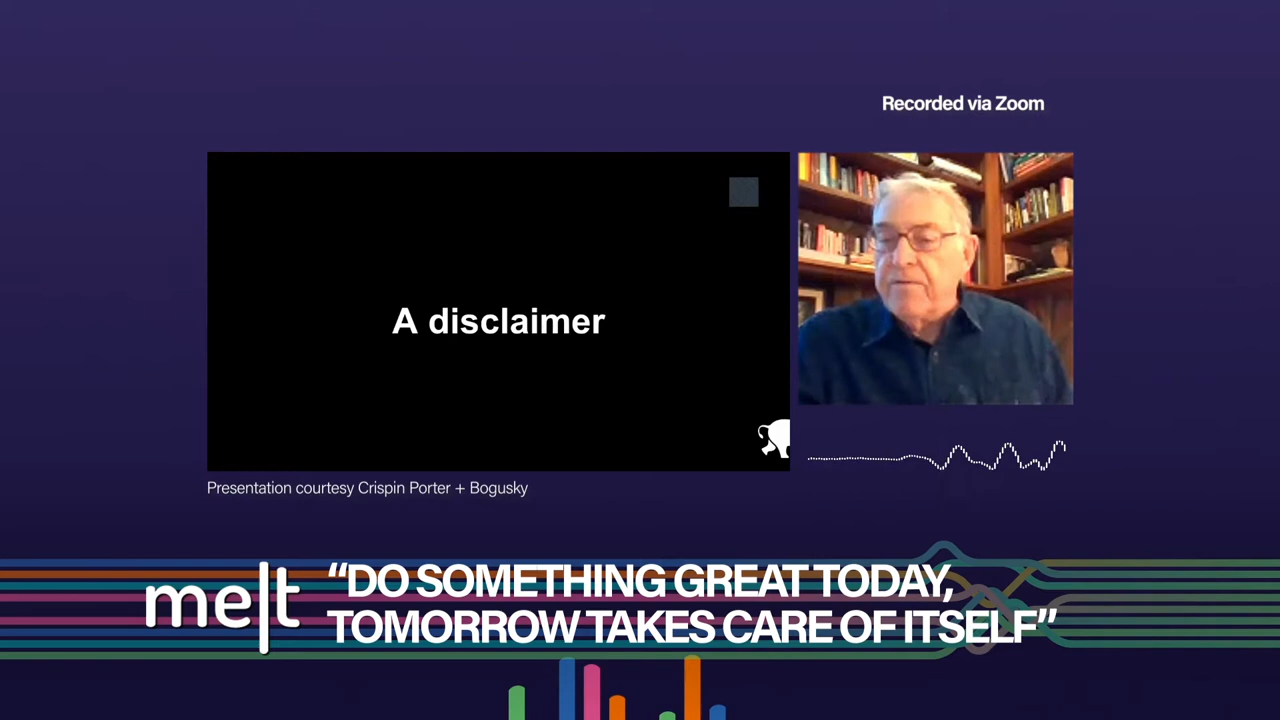 Recorded via Zoom
A disclaimer
Presentation courtesy Crispin Porter + Bogusky
melt
“DO SOMETHING GREAT TODAY,
TOMORROW TAKES CARE OF ITSELF”